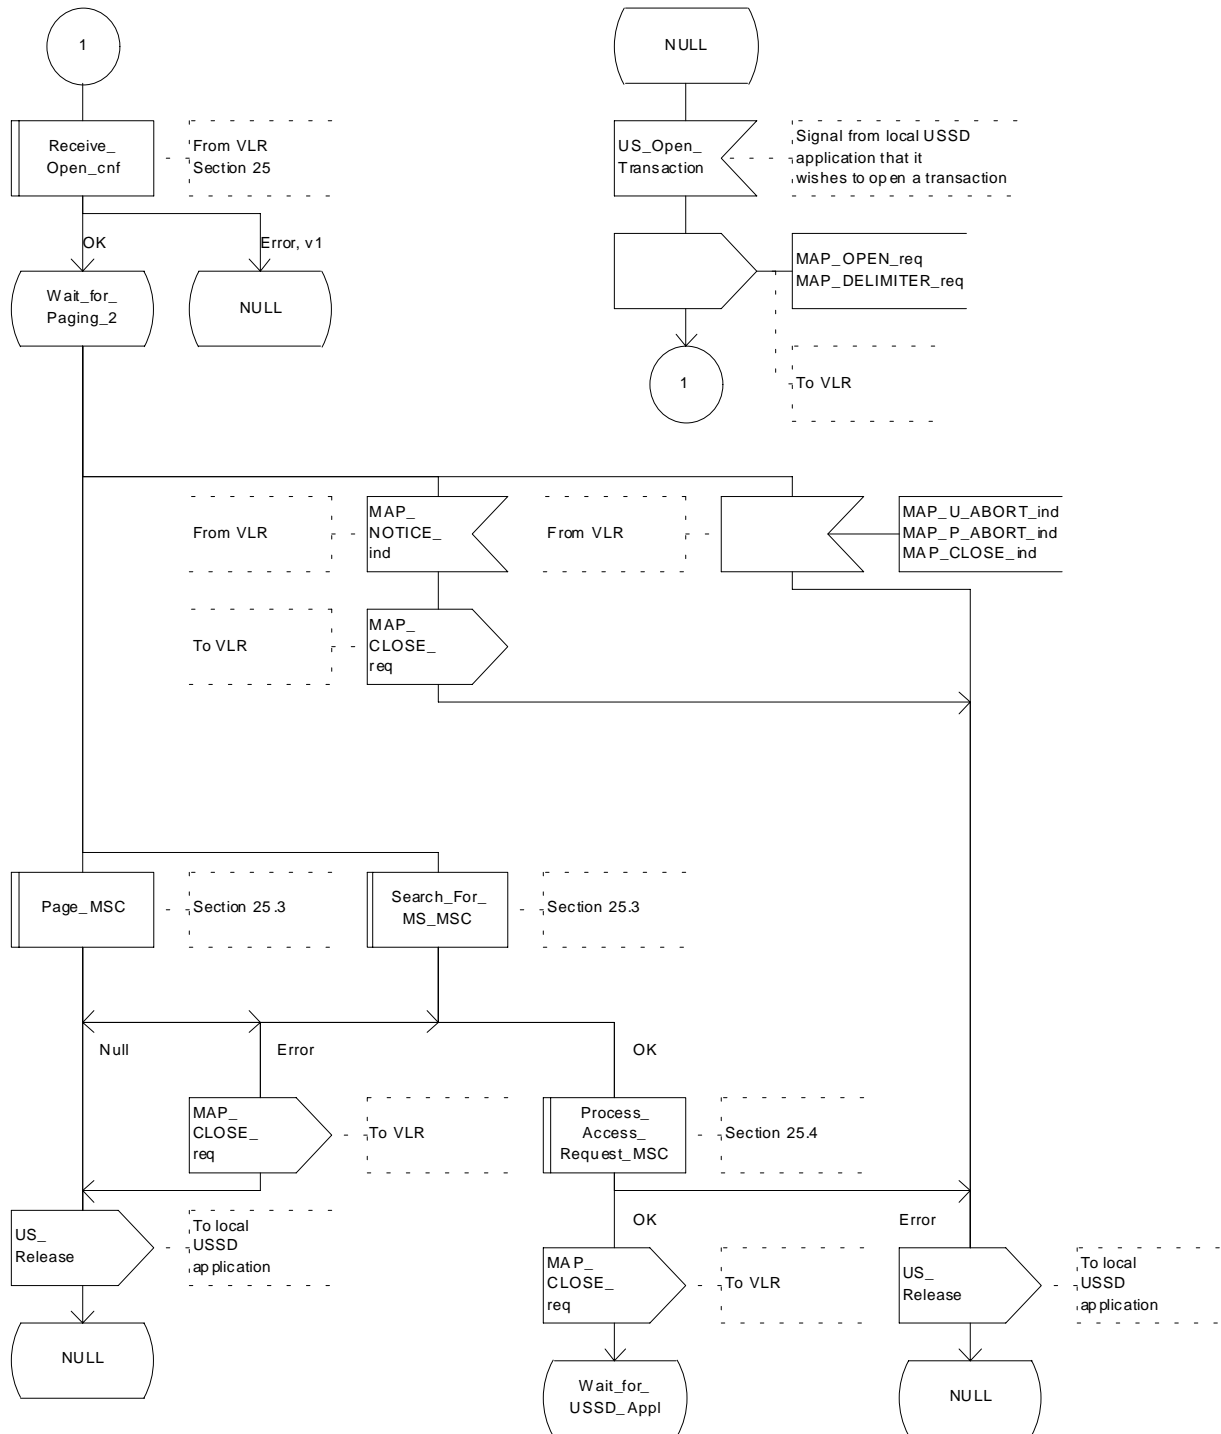 1
NULL
Receive_
Open_cnf
From VLR
Section 25
US_Open_
Transaction
Signal from local USSD
application that it
wishes to open a transaction
OK
Error, v1
MAP_OPEN_req
MAP_DELIMITER_req
Wait_for_
Paging_2
NULL
1
To VLR
From VLR
MAP_
NOTICE_
ind
From VLR
MAP_U_ABORT_ind
MAP_P_ABORT_ind
MAP_CLOSE_ind
To VLR
MAP_
CLOSE_
req
Page_MSC
Section 25.3
Search_For_
MS_MSC
Section 25.3
Null
Error
OK
MAP_
CLOSE_
req
To VLR
Process_
Access_
Request_MSC
Section 25.4
US_
Release
To local
USSD
application
OK
Error
MAP_
CLOSE_
req
To VLR
US_
Release
To local
USSD
application
NULL
Wait_for_
USSD_Appl
NULL